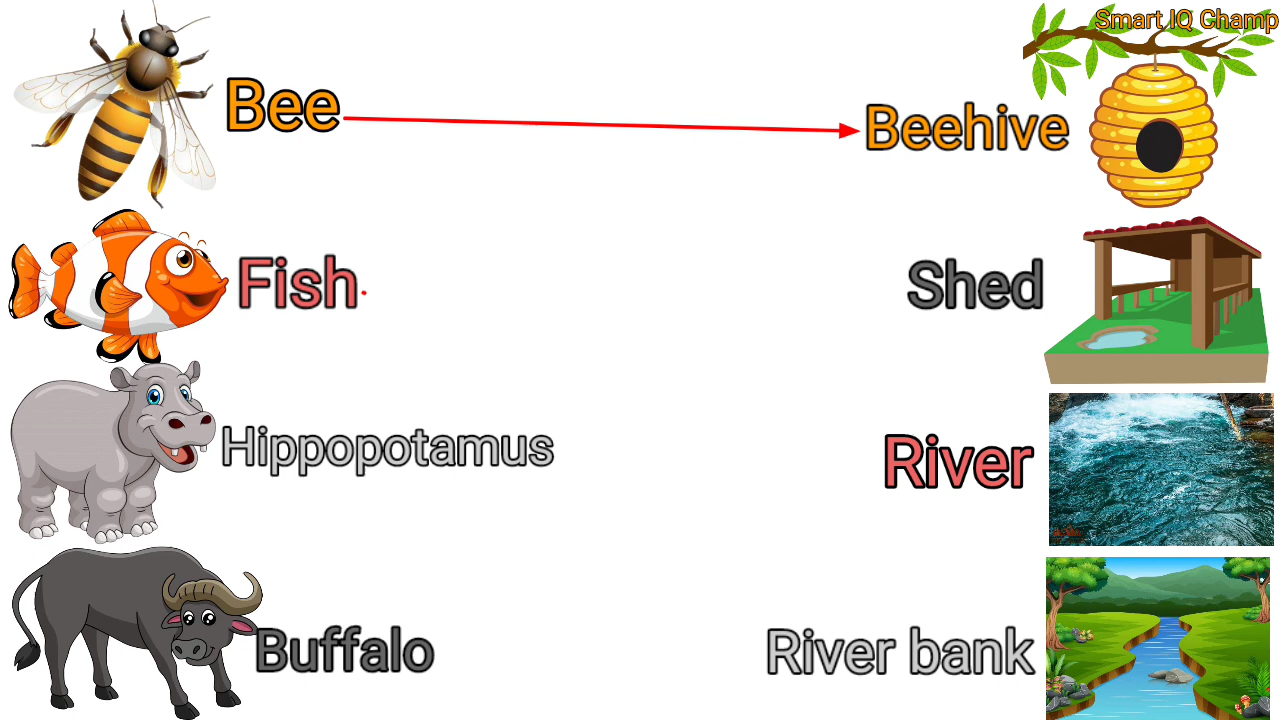 Smart IQ Champ
Bee
Beehive
Fish
Shed
Hippopotamus
River
Buffalo
River bank